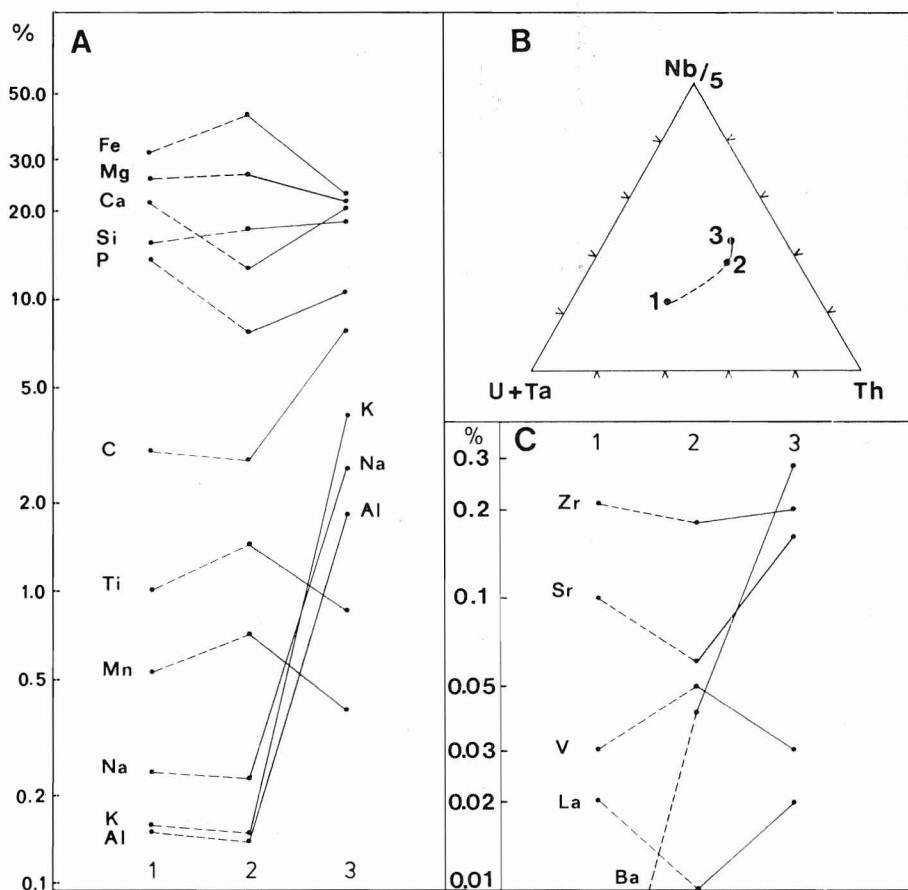 %
A
50.0
30.0
20.0
10.0
5.0
2.0
1.0
0.5
0.2
0.1
Fe
Mg
Ca
Si
P
C
Ti
Mn
Na
K
Al
K
Na
Al
1 2 3
B
Nb/5
3
2
1
U+Ta Th
C
%
1 2 3
0.3
0.2
0.1
0.05
0.03
0.02
0.01
Zr
Sr
V
La
Ba